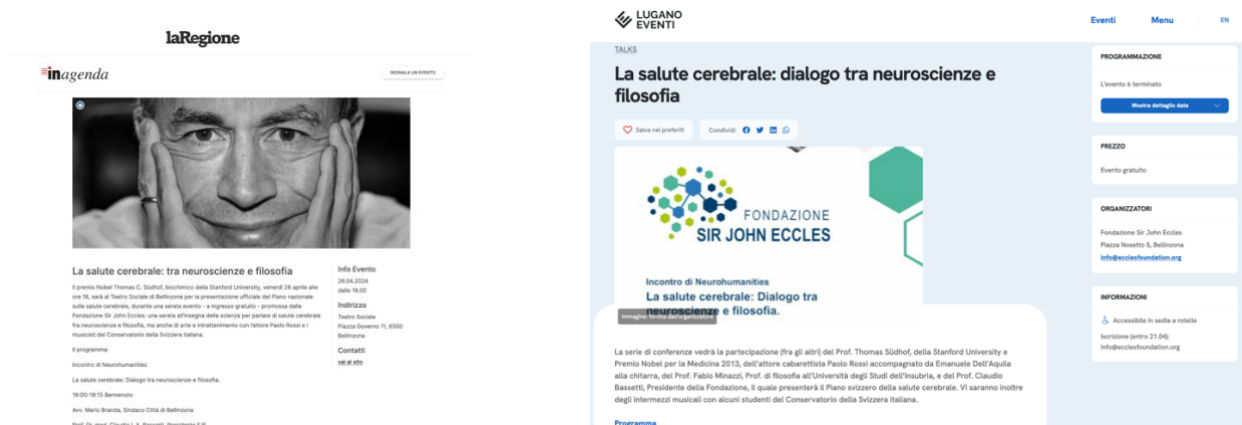 laRegione
inagenda
SEGNALA UN EVENTO
La salute cerebrale: tra neuroscienze e filosofia
Il premio Nobel Thomas C. Südhof, biochimico della Stanford University, venerdì 26 aprile alle
ore 18, sarà al Teatro Sociale di Bellinzona per la presentazione ufficiale del Piano nazionale
sulla salute cerebrale, durante una serata evento - a ingresso gratuito - promossa dalla
Fondazione Sir John Eccles: una serata all'insegna della scienza per parlare di salute cerebrale
fra neuroscienze e filosofia, ma anche di arte e intrattenimento con l'attore Paolo Rossi e i
musicisti del Conservatorio della Svizzera italiana.
Il programma:
Incontro di Neurohumanities
La salute cerebrale: Dialogo tra neuroscienze e filosofia.
18:00-18:15 Benvenuto
Avv. Mario Branda, Sindaco Città di Bellinzona
Prof. Dr. med. Claudio L. A. Bassetti, Presidente SJE
Info Evento
26.04.2024
dalle 18.00
Indirizzo
Teatro Sociale
Piazza Governo 11, 6500
Bellinzona
Contatti
vai al sito
LUGANO
EVENTI
Eventi
Menu
EN
TALKS
La salute cerebrale: dialogo tra neuroscienze e
filosofia
Salva nei preferiti
Condividi:
FONDAZIONE
SIR JOHN ECCLES
Incontro di Neurohumanities
La salute cerebrale: Dialogo tra
neuroscienze e filosofia.
Immagine: fornita dall'organizzatore
La serie di conferenze vedrà la partecipazione (fra gli altri) del Prof. Thomas Südhof, della Stanford University e
Premio Nobel per la Medicina 2013, dell'attore cabarettista Paolo Rossi accompagnato da Emanuele Dell'Aquila
alla chitarra, del Prof. Fabio Minazzi, Prof. di filosofia all'Università degli Studi dell'Insubria, e del Prof. Claudio
Bassetti, Presidente della Fondazione, il quale presenterà il Piano svizzero della salute cerebrale. Vi saranno inoltre
degli intermezzi musicali con alcuni studenti del Conservatorio della Svizzera italiana.
Programma
PROGRAMMAZIONE
L'evento è terminato
Mostra dettaglio date
PREZZO
Evento gratuito
ORGANIZZATORI
Fondazione Sir John Eccles
Piazza Nosetto 5, Bellinzona
info@ecclesfoundation.org
INFORMAZIONI
Accessibile in sedia a rotelle
Iscrizione (entro 21.04):
info@ecclesfoundation.org